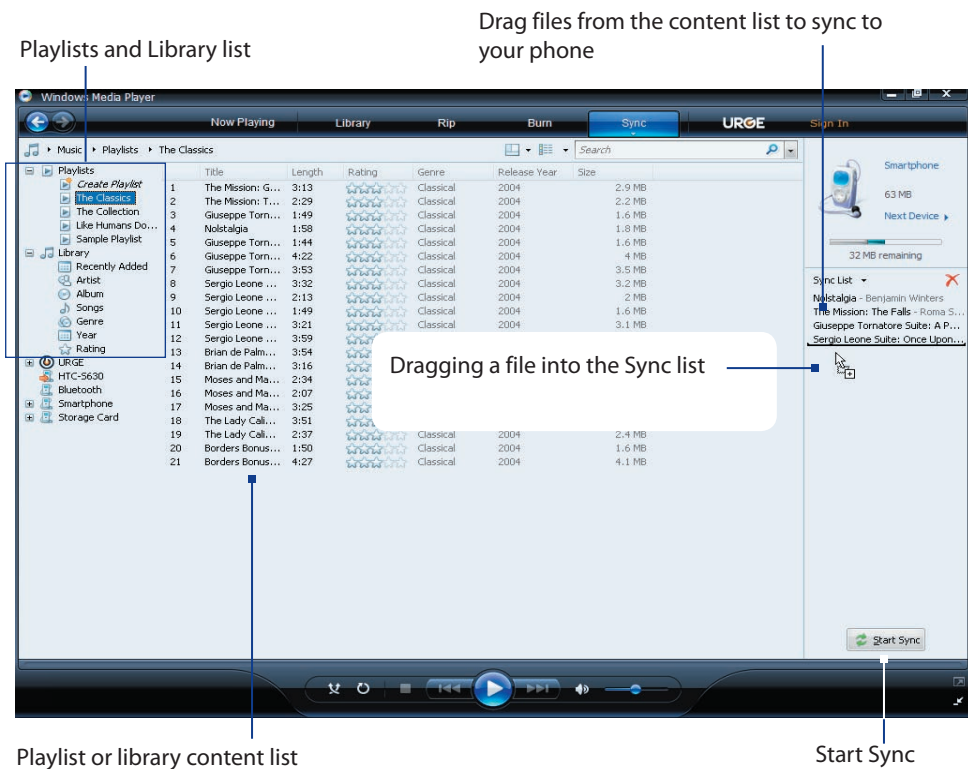 Drag files from the content list to sync to
your phone
Playlists and Library list
Windows Media Player
Now Playing
Library
Rip
Burn
Sync
URGE
Sign In
Music
Playlists
The Classics
Search
Playlists
Create Playlist
The Classics
The Collection
Like Humans Do...
Sample Playlist
Library
Recently Added
Artist
Album
Songs
Genre
Year
Rating
URGE
HTC-S630
Bluetooth
Smartphone
Storage Card
Title Length Rating Genre Release Year Size
1 The Mission: G... 3:13 Classical 2004 2.9 MB
2 The Mission: T... 2:29 Classical 2004 2.2 MB
3 Giuseppe Torn... 1:49 Classical 2004 1.6 MB
4 Nolstalgia 1:58 Classical 2004 1.8 MB
5 Giuseppe Torn... 1:44 Classical 2004 1.6 MB
6 Giuseppe Torn... 4:22 Classical 2004 4 MB
7 Giuseppe Torn... 3:53 Classical 2004 3.5 MB
8 Sergio Leone ... 3:32 Classical 2004 3.2 MB
9 Sergio Leone ... 2:13 Classical 2004 2 MB
10 Sergio Leone ... 1:49 Classical 2004 1.6 MB
11 Sergio Leone ... 3:21 Classical 2004 3.1 MB
12 Sergio Leone ... 3:59
13 Brian de Palm... 3:54
14 Brian de Palm... 3:16
15 Moses and Ma... 2:34
16 Moses and Ma... 2:07
17 Moses and Ma... 3:25
18 The Lady Cali... 3:51
19 The Lady Cali... 2:37 Classical 2004 2.4 MB
20 Borders Bonus... 1:50 Classical 2004 1.6 MB
21 Borders Bonus... 4:27 Classical 2004 4.1 MB
Dragging a file into the Sync list
Smartphone
63 MB
Next Device
32 MB remaining
Sync List
Nolstalgia - Benjamin Winters
The Mission: The Falls - Roma S...
Giuseppe Tornatore Suite: A P...
Sergio Leone Suite: Once Upon...
Start Sync
Playlist or library content list
Start Sync